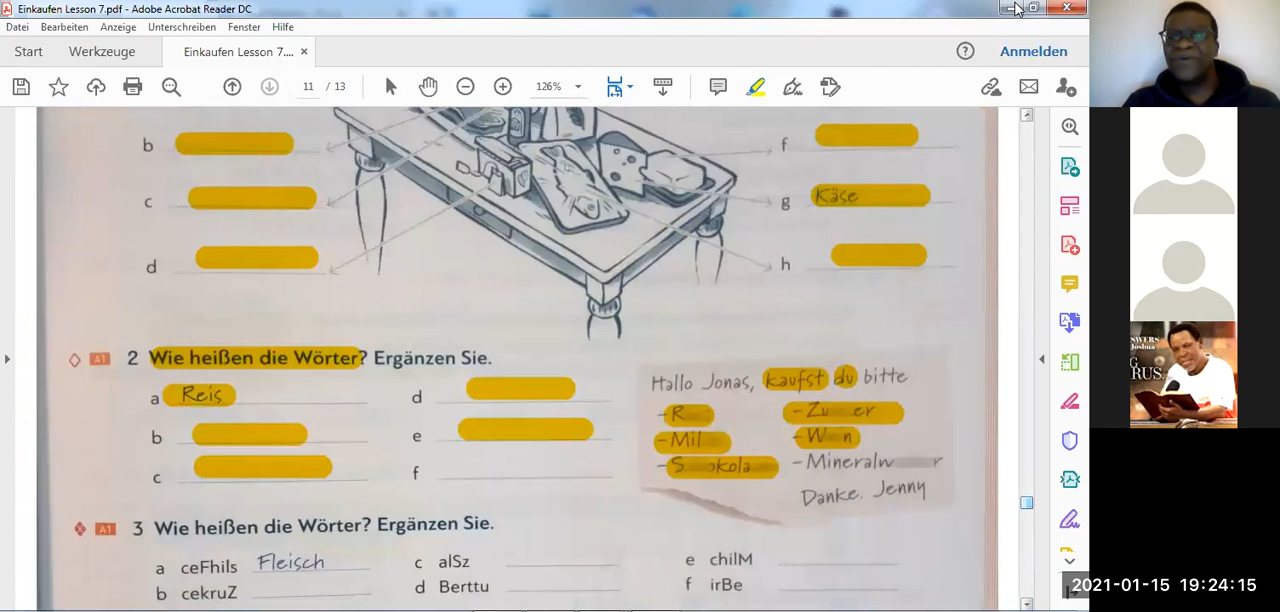 Einkaufen Lesson 7.pdf - Adobe Acrobat Reader DC
Datei Bearbeiten Anzeige Unterschreiben Fenster Hilfe
Start Werkzeuge Einkaufen Lesson 7.... × Anmelden
11 / 13 126%
b
c
d
f
g Käse
h
A1 2 Wie heißen die Wörter? Ergänzen Sie.
a Reis
b
c
d
e
f
Hallo Jonas, kaufst du bitte
- R
- Mil
- S okola
- Zu er
- W n
- Mineralw r
Danke. Jenny
A1 3 Wie heißen die Wörter? Ergänzen Sie.
a ceFhils Fleisch
b cekruZ
c alSz
d Berttu
e chilM
f irBe
Joshua
RUS.
2021-01-15 19:24:15